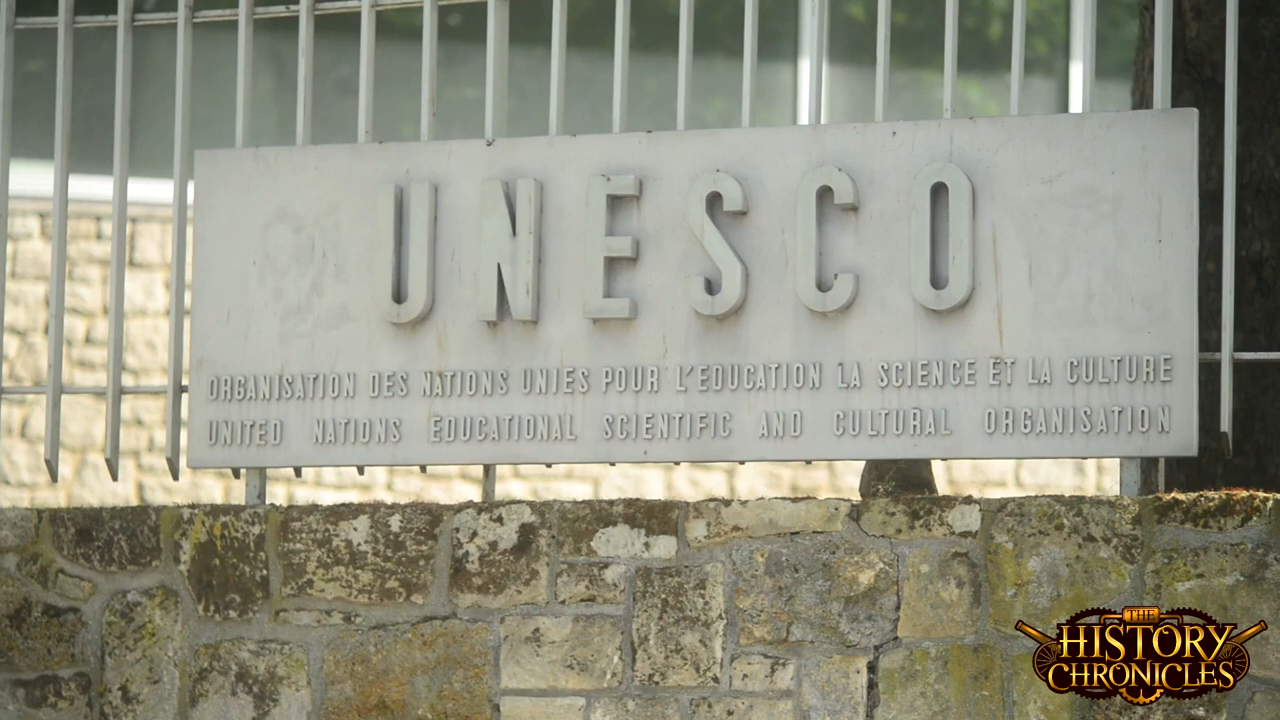 UNESCO
ORGANISATION DES NATIONS UNIES POUR L'EDUCATION LA SCIENCE ET LA CULTURE
UNITED NATIONS EDUCATIONAL SCIENTIFIC AND CULTURAL ORGANISATION
THE
HISTORY
CHRONICLES